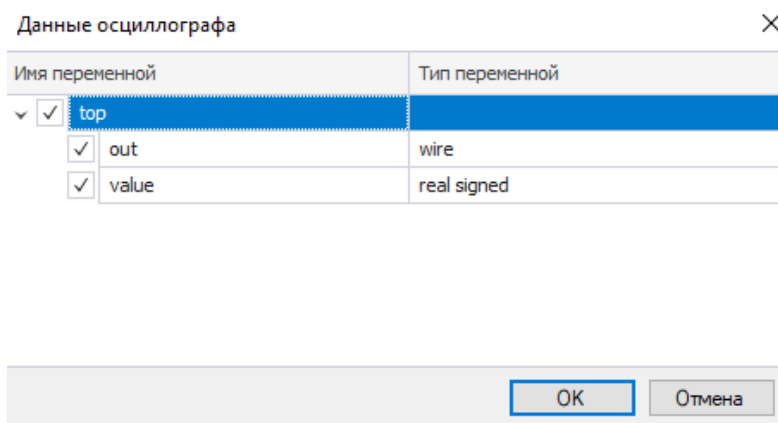 Данные осциллографа
Имя переменной Тип переменной
top
out wire
value real signed
OK Отмена